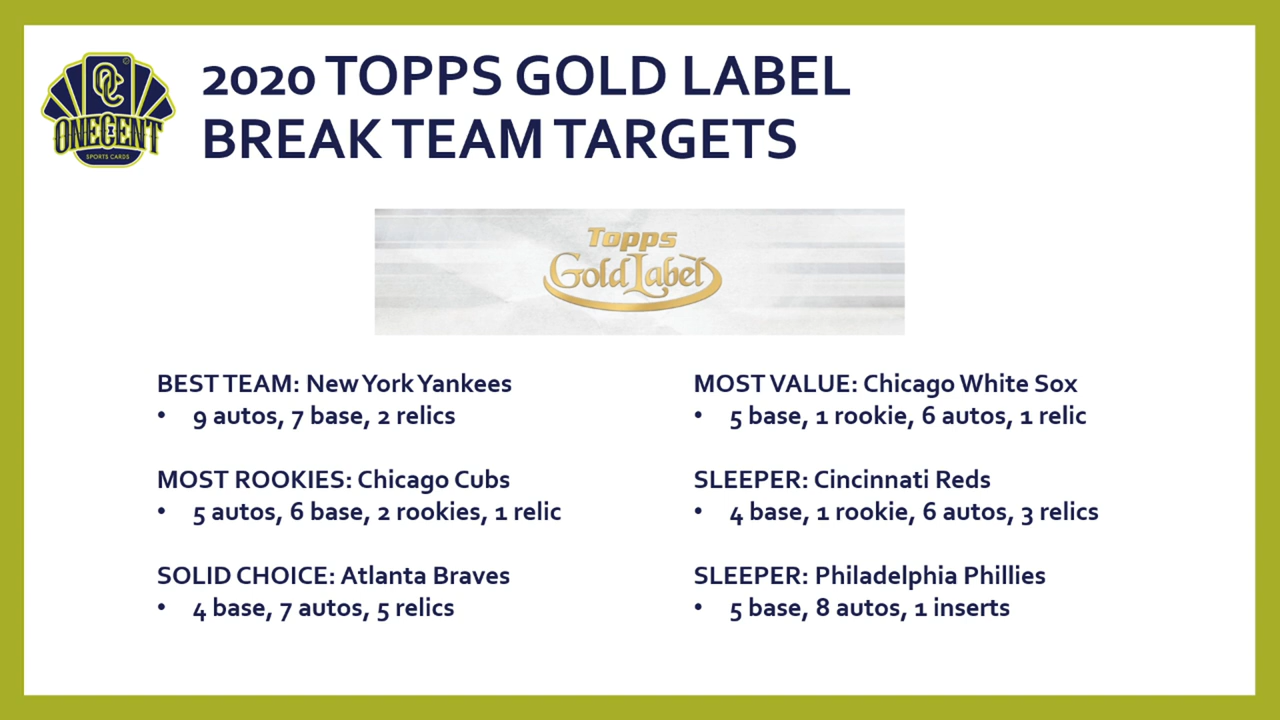 OC
ONECENT
SPORTS CARDS
2020 TOPPS GOLD LABEL
BREAK TEAM TARGETS
Topps
Gold Label
BEST TEAM: New York Yankees
• 9 autos, 7 base, 2 relics
MOST ROOKIES: Chicago Cubs
• 5 autos, 6 base, 2 rookies, 1 relic
SOLID CHOICE: Atlanta Braves
• 4 base, 7 autos, 5 relics
MOST VALUE: Chicago White Sox
• 5 base, 1 rookie, 6 autos, 1 relic
SLEEPER: Cincinnati Reds
• 4 base, 1 rookie, 6 autos, 3 relics
SLEEPER: Philadelphia Phillies
• 5 base, 8 autos, 1 inserts